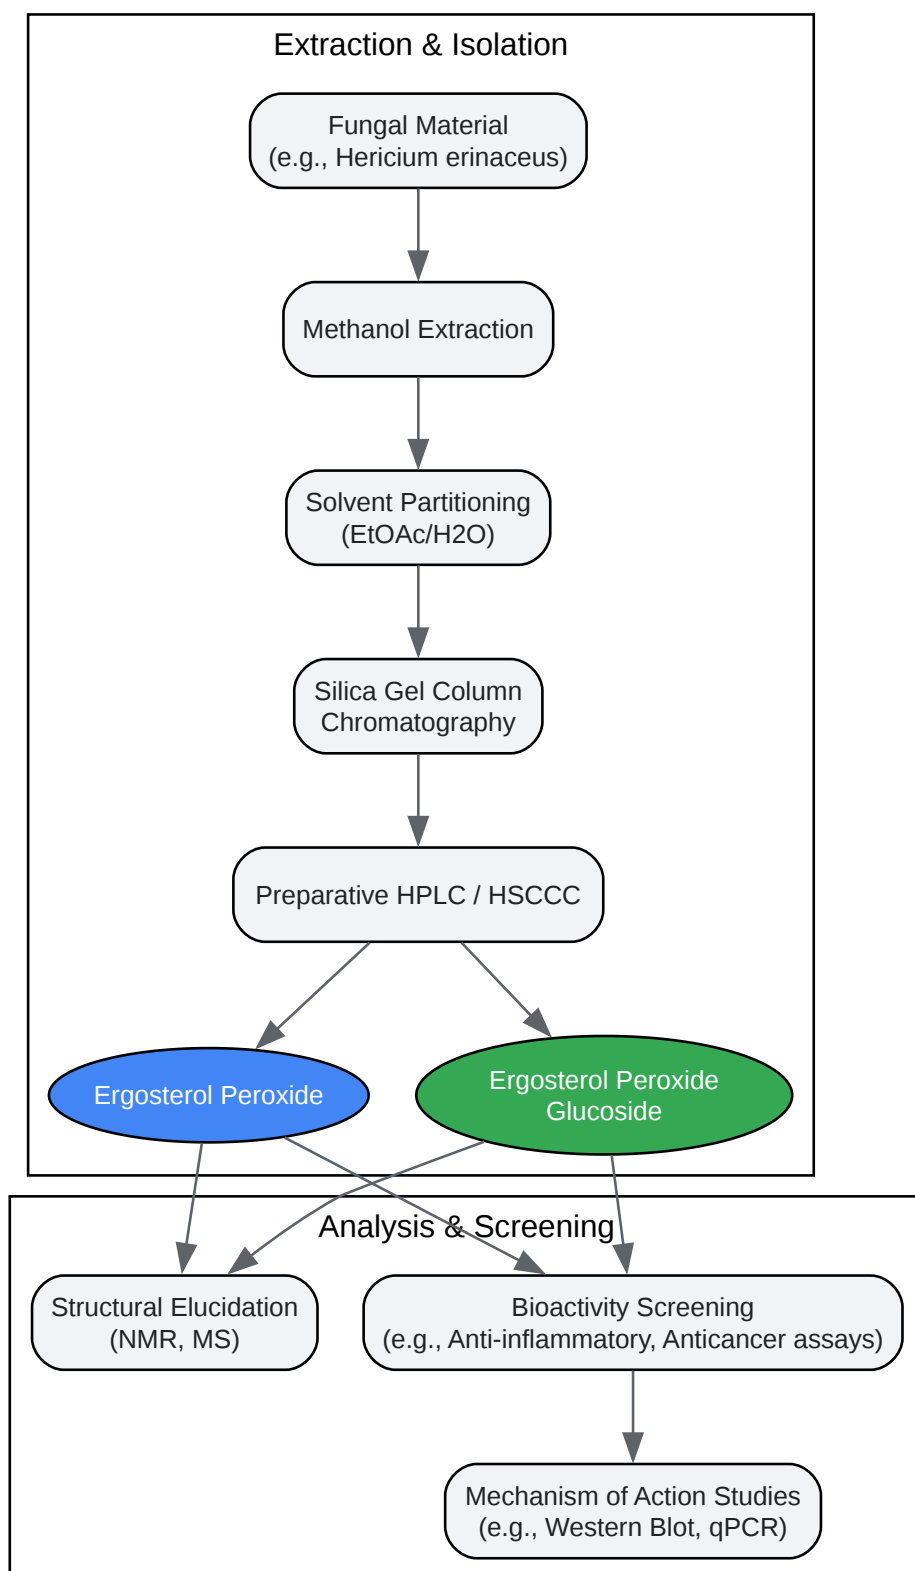 Extraction & Isolation
Fungal Material
(e.g., Hericium erinaceus)
Methanol Extraction
Solvent Partitioning
(EtOAc/H2O)
Silica Gel Column
Chromatography
Preparative HPLC / HSCCC
Ergosterol Peroxide
Ergosterol Peroxide
Glucoside
Analysis & Screening
Structural Elucidation
(NMR, MS)
Bioactivity Screening
(e.g., Anti-inflammatory, Anticancer assays)
Mechanism of Action Studies
(e.g., Western Blot, qPCR)